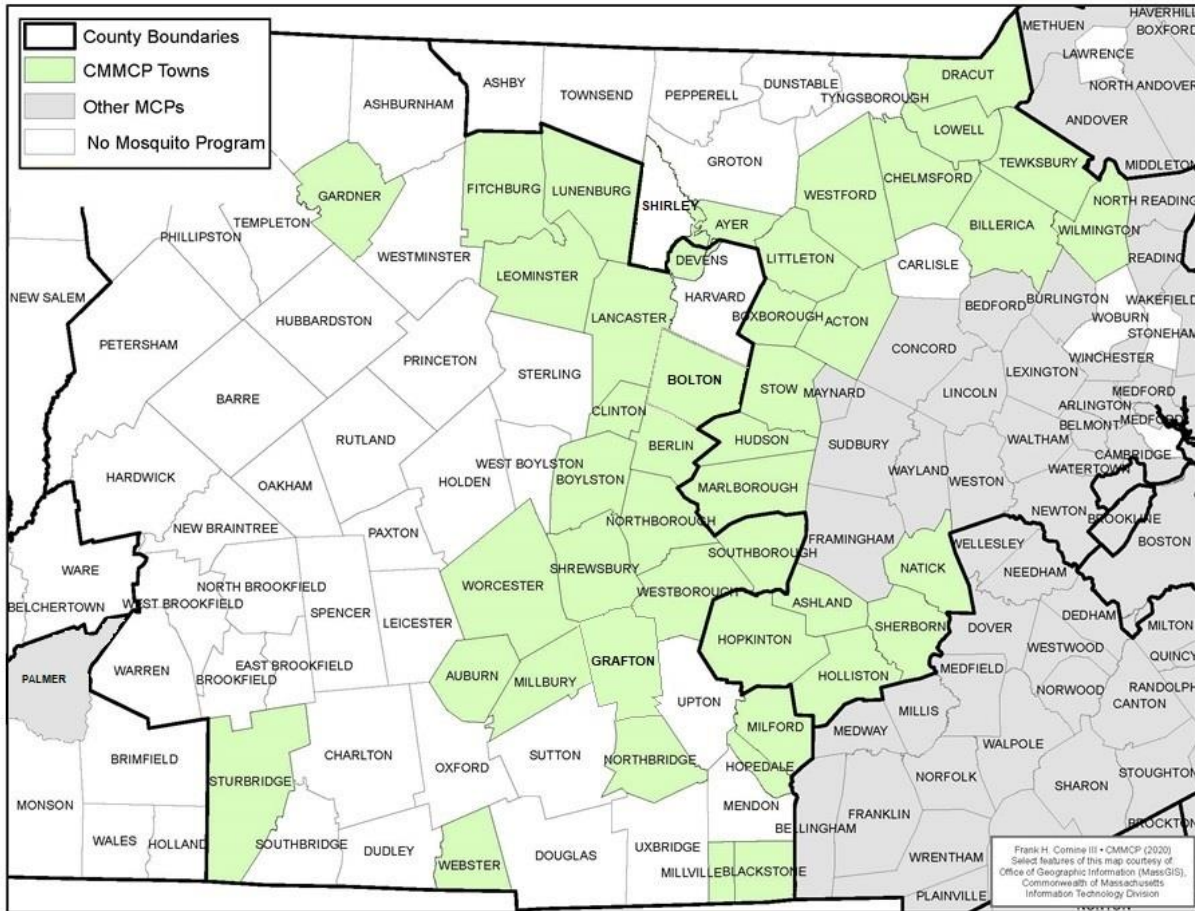 County Boundaries
CMMCP Towns
Other MCPs
No Mosquito Program
METHUEN
HAVERHILL
BOXFORD
LAWRENCE
NORTH ANDOVER
ANDOVER
MIDDLETON
DRACUT
DUNSTABLE
TYNGSBOROUGH
PEPPERELL
TOWNSEND
ASHBY
ASHBURNHAM
LOWELL
TEWKSBURY
GROTON
CHELMSFORD
WESTFORD
FITCHBURG
LUNENBURG
GARDNER
SHIRLEY
NORTH READING
BILLERICA
WILMINGTON
AYER
TEMPLETON
PHILLIPSTON
WESTMINSTER
DEVENS
LITTLETON
CARLISLE
READING
LEOMINSTER
HARVARD
NEW SALEM
BEDFORD
BURLINGTON
WAKEFIELD
WOBURN
STONEHAM
LANCASTER
BOXBOROUGH
ACTON
HUBBARDSTON
PETERSHAM
CONCORD
WINCHESTER
PRINCETON
STERLING
BOLTON
LEXINGTON
STOW
MAYNARD
LINCOLN
MEDFORD
BARRE
ARLINGTON
MEDFORD
CLINTON
BELMONT
RUTLAND
BERLIN
HUDSON
SUDBURY
WALTHAM
CAMBRIDGE
WEST BOYLSTON
HARDWICK
WAYLAND
WATERTOWN
OAKHAM
HOLDEN
BOYLSTON
WESTON
MARLBOROUGH
NEWTON
BROOKLINE
NORTHBOROUGH
NEW BRAINTREE
PAXTON
FRAMINGHAM
WELLESLEY
BOSTON
SOUTHBOROUGH
WARE
NATICK
SHREWSBURY
NEEDHAM
WORCESTER
NORTH BROOKFIELD
WESTBOROUGH
WEST BROOKFIELD
BELCHERTOWN
SPENCER
ASHLAND
DEDHAM
LEICESTER
SHERBORN
DOVER
MILTON
HOPKINTON
WESTWOOD
QUINCY
GRAFTON
EAST BROOKFIELD
WARREN
MEDFIELD
PALMER
BROOKFIELD
AUBURN
MILLBURY
HOLLISTON
RANDOLPH
NORWOOD
CANTON
UPTON
MILLIS
MILFORD
MEDWAY
WALPOLE
CHARLTON
SUTTON
BRIMFIELD
NORTHBRIDGE
HOPEDALE
OXFORD
STURBRIDGE
NORFOLK
STOUGHTON
SHARON
MENDON
MONSON
FRANKLIN
BROCKTON
BELLINGHAM
WALES
HOLLAND
SOUTHBRIDGE
DUDLEY
UXBRIDGE
DOUGLAS
WEBSTER
MILLVILLE
BLACKSTONE
WRENTHAM
PLAINVILLE
NORTON
Frank H. Cornine III • CMMCP (2020)
Select features of this map courtesy of:
Office of Geographic Information (MassGIS),
Commonwealth of Massachusetts
Information Technology Division